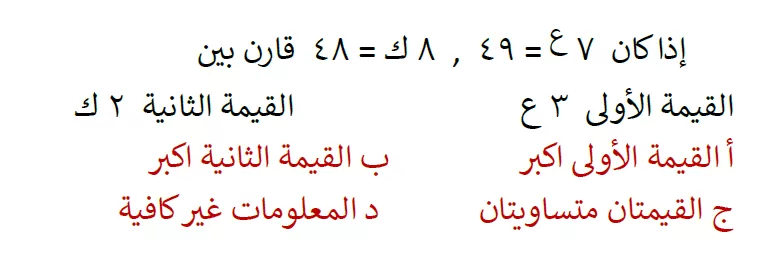 إذا كان ٧ ع = ٤٩ , ٨ ك = ٤٨ قارن بين
القيمة الأولى ٣ ع القيمة الثانية ٢ ك
أ القيمة الأولى اكبر ب القيمة الثانية اكبر
ج القيمتان متساويتان د المعلومات غير كافية